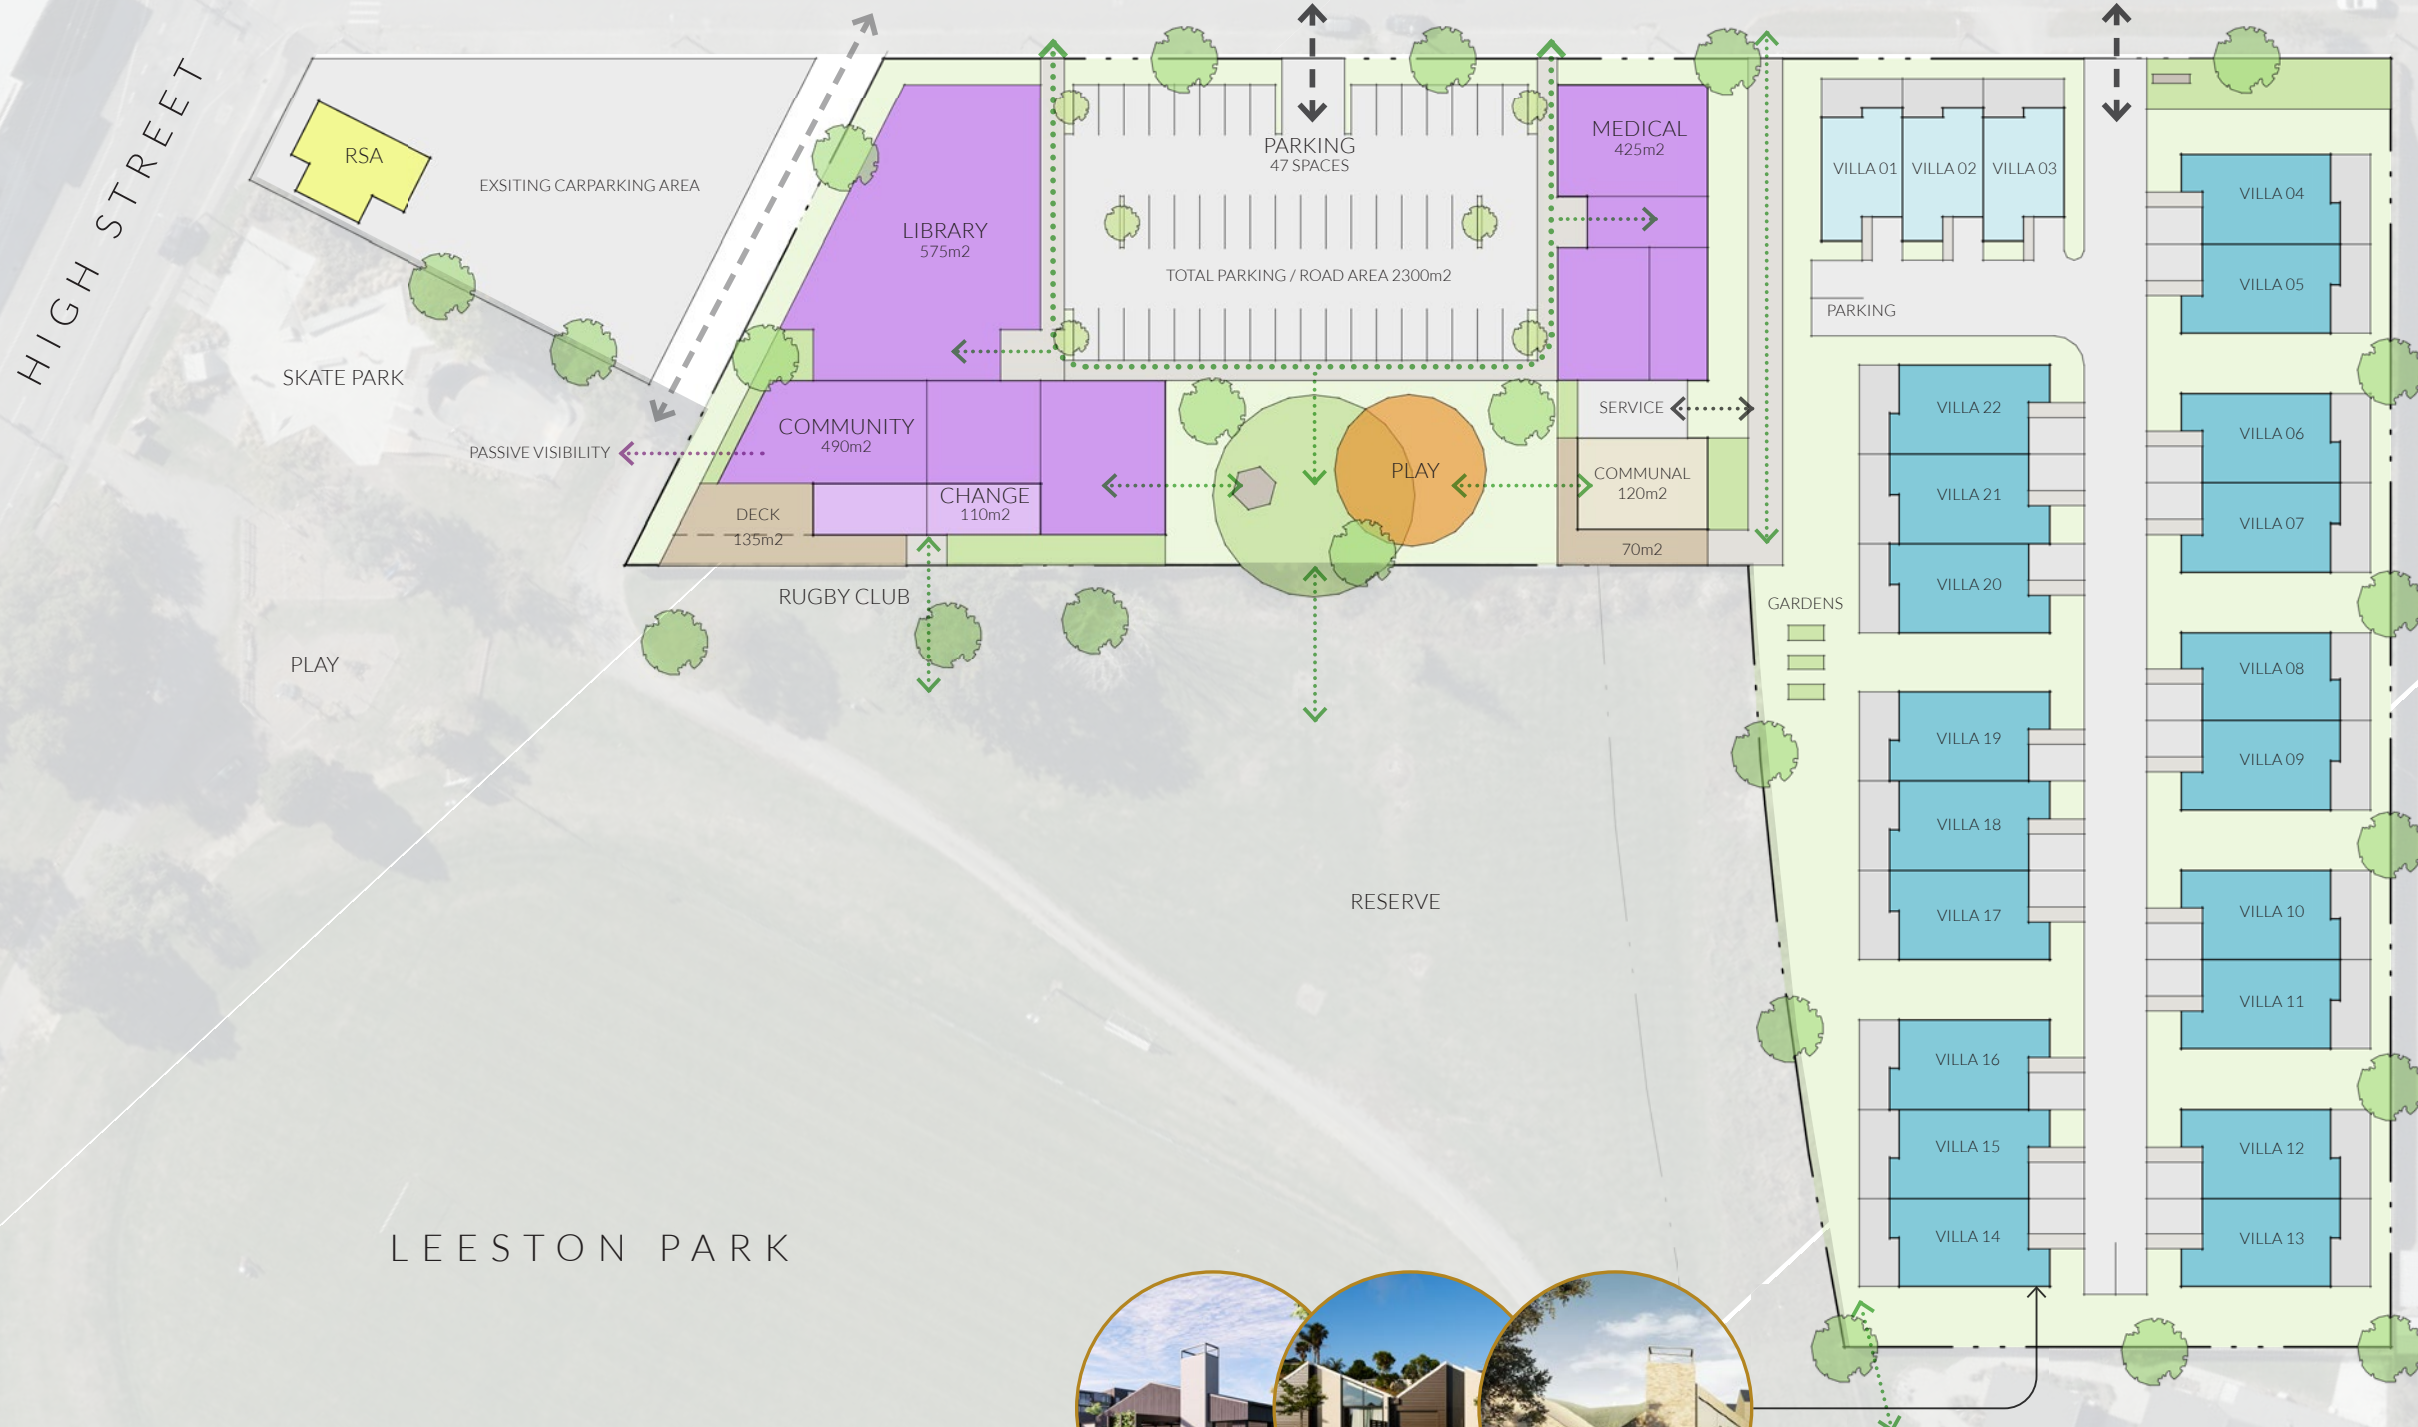 HIGH STREET
RSA
EXSITING CARPARKING AREA
SKATE PARK
PASSIVE VISIBILITY
PLAY
LIBRARY
575m2
COMMUNITY
490m2
CHANGE
110m2
DECK
135m2
RUGBY CLUB
PARKING
47 SPACES
TOTAL PARKING / ROAD AREA 2300m2
MEDICAL
425m2
PLAY
SERVICE
COMMUNAL
120m2
70m2
RESERVE
LEESTON PARK
GARDENS
PARKING
VILLA 01
VILLA 02
VILLA 03
VILLA 04
VILLA 05
VILLA 06
VILLA 07
VILLA 08
VILLA 09
VILLA 10
VILLA 11
VILLA 12
VILLA 13
VILLA 22
VILLA 21
VILLA 20
VILLA 19
VILLA 18
VILLA 17
VILLA 16
VILLA 15
VILLA 14